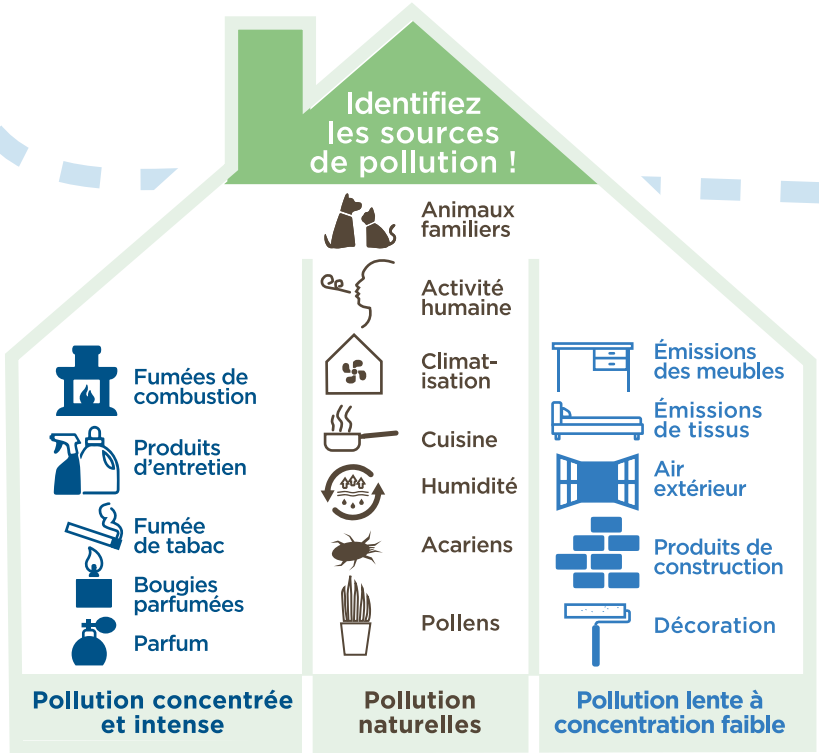 Identifiez
les sources
de pollution !
Fumées de
combustion
Produits
d'entretien
Fumée
de tabac
Bougies
parfumées
Parfum
Pollution concentrée
et intense
Animaux
familiers
Activité
humaine
Climat-
isation
Cuisine
Humidité
Acariens
Pollens
Pollution
naturelles
Émissions
des meubles
Émissions
de tissus
Air
extérieur
Produits de
construction
Décoration
Pollution lente à
concentration faible